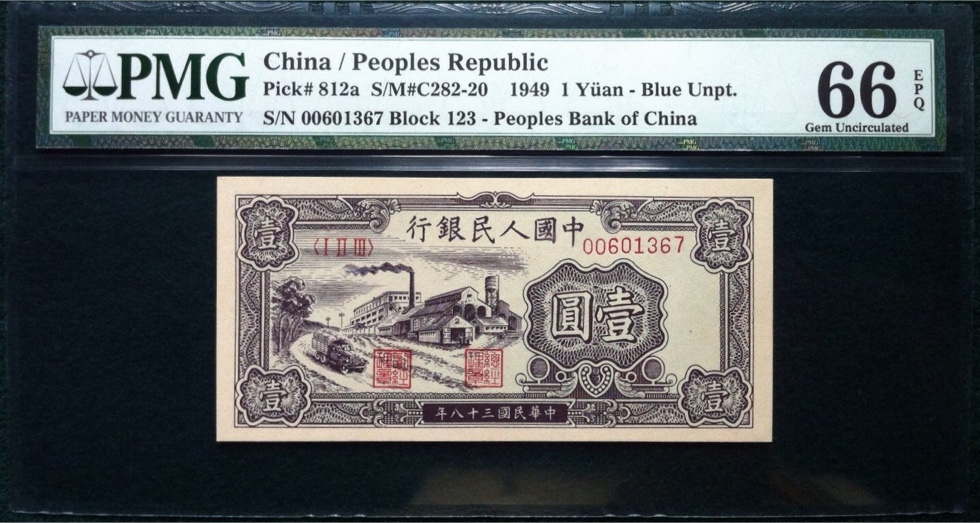 PMG
PAPER MONEY GUARANTY
China / Peoples Republic
Pick# 812a S/M#C282-20 1949 1 Yüan - Blue Unpt.
S/N 00601367 Block 123 - Peoples Bank of China
66 EPQ
Gem Uncirculated
行銀民人國中
〈I II III〉
00601367
壹
壹
圓壹
壹
壹
年八十三國民華中